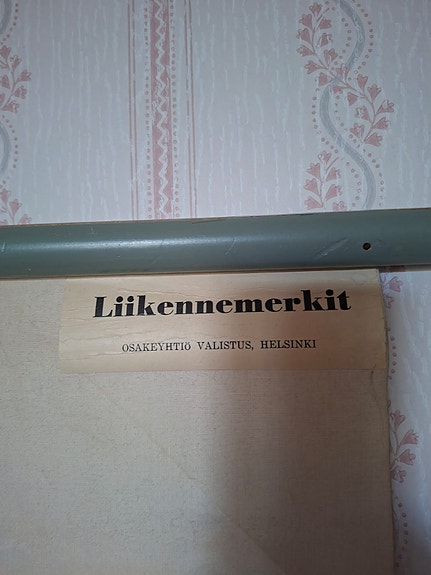 Liikennemerkit
OSAKEYHTIÖ VALISTUS, HELSINKI